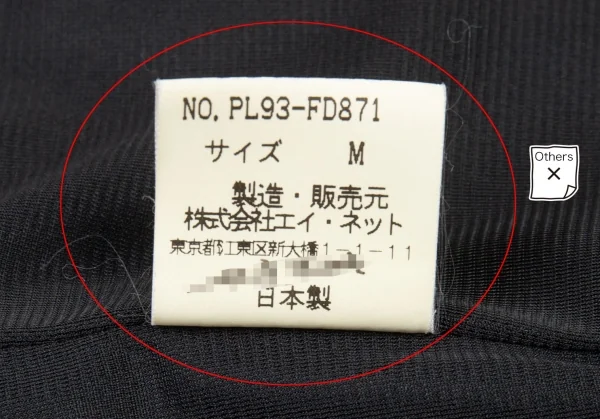 NO. PL93-FD871
サイズ M
製造・販売元
株式会社エイ・ネット
東京都江東区新大橋1-1-11
日本製
Others
×